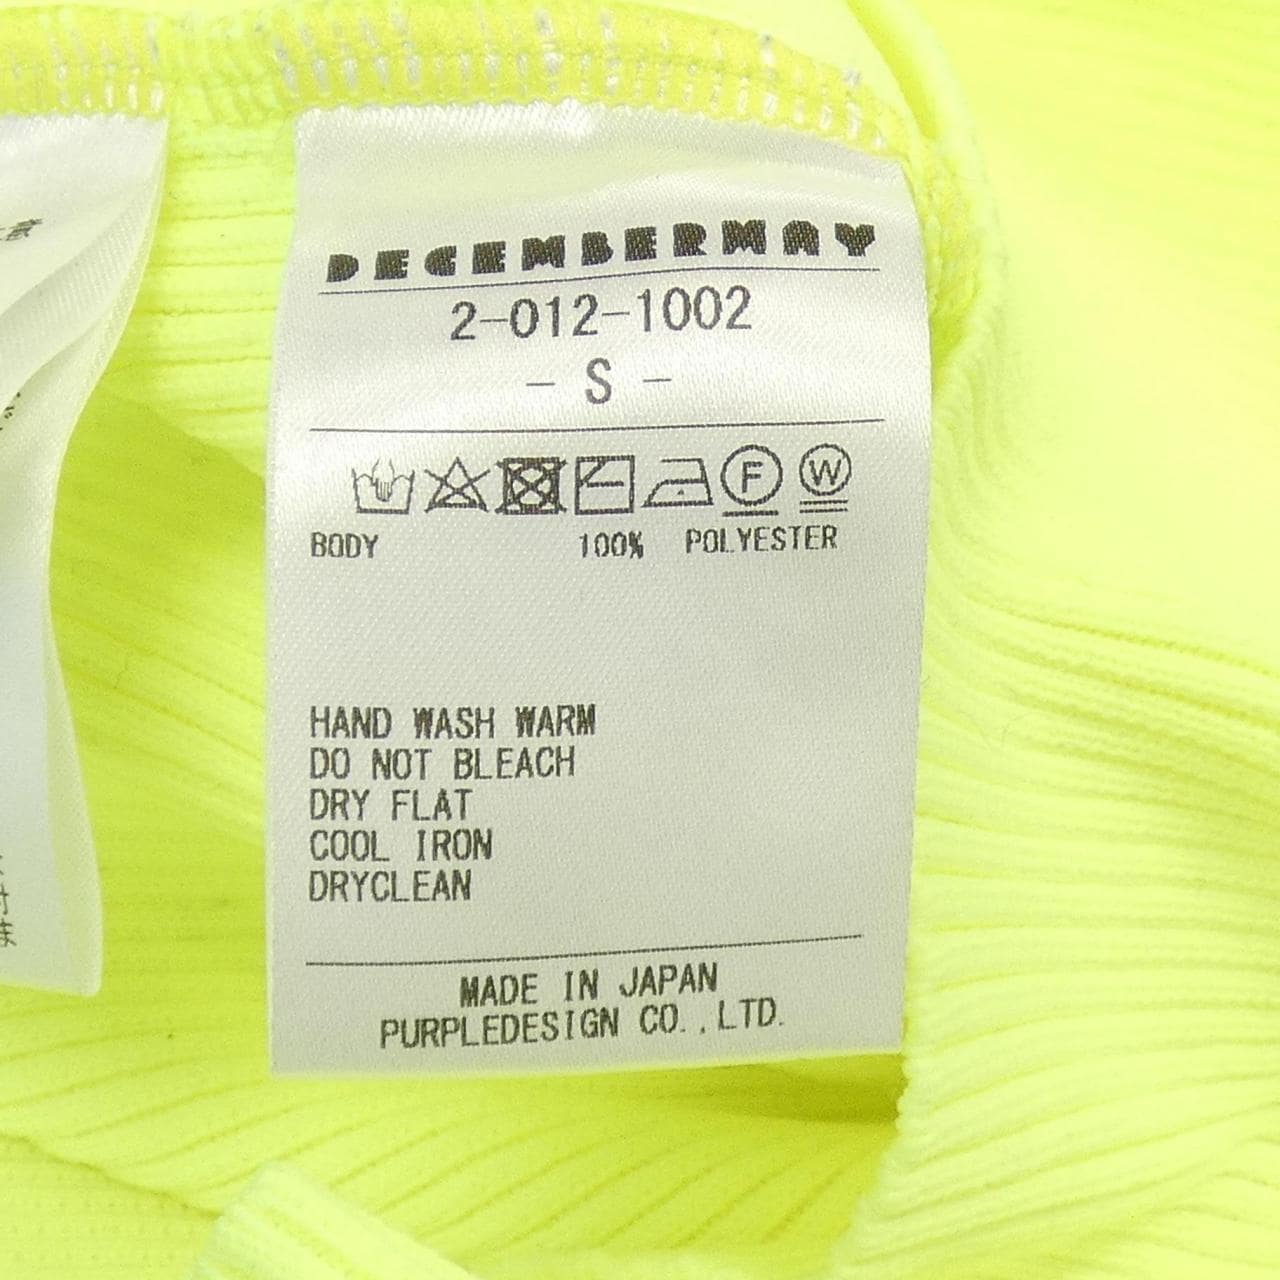 DECEMBERMAY
2-012-1002
- S -
F W
BODY 100% POLYESTER
HAND WASH WARM
DO NOT BLEACH
DRY FLAT
COOL IRON
DRYCLEAN
MADE IN JAPAN
PURPLEDESIGN CO.,LTD.